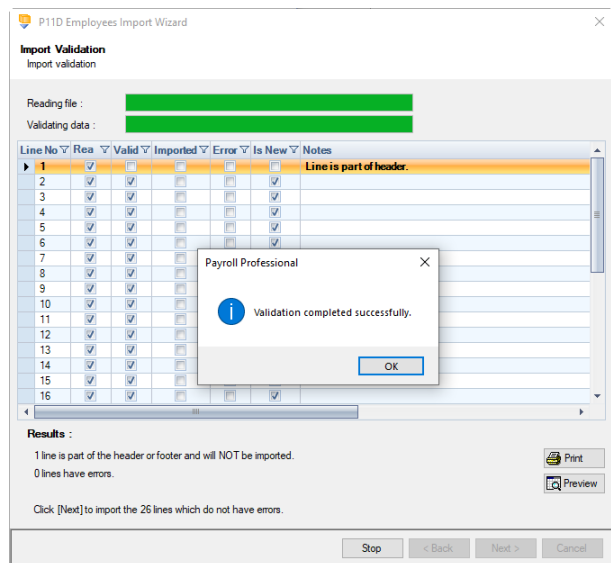 P11D Employees Import Wizard
Import Validation
Import validation
Reading file :
Validating data :
Line No Rea Valid Imported Error Is New Notes
1 Line is part of header.
2
3
4
5
6
7
8
9
10
11
12
13
14
15
16
Payroll Professional
Validation completed successfully.
OK
Results :
1 line is part of the header or footer and will NOT be imported.
0 lines have errors.
Click [Next] to import the 26 lines which do not have errors.
Print
Preview
Stop < Back Next > Cancel